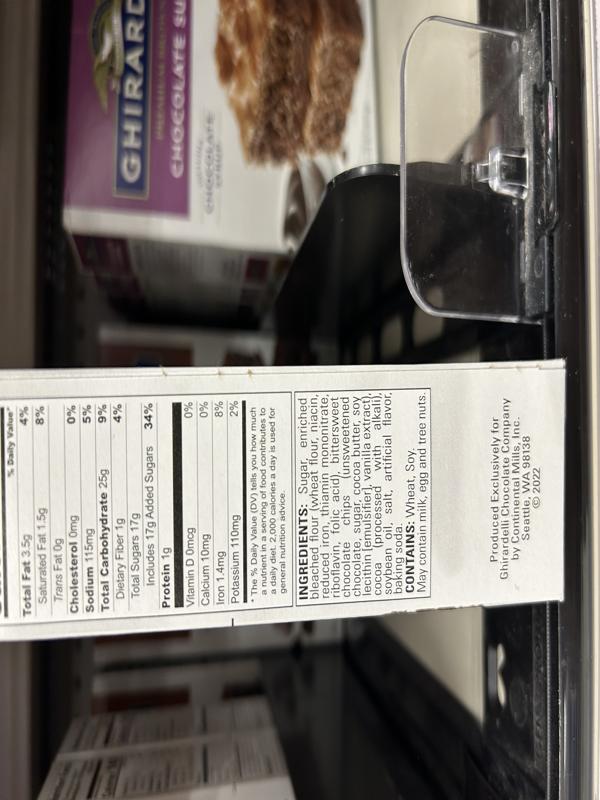 GHIRARD
CHOCOLATE SU
CHOCOLATE
% Daily Value*
Total Fat 3.5g 4%
Saturated Fat 1.5g 8%
Trans Fat 0g
Cholesterol 0mg 0%
Sodium 115mg 5%
Total Carbohydrate 25g 9%
Dietary Fiber 1g 4%
Total Sugars 17g
Includes 17g Added Sugars 34%
Protein 1g
Vitamin D 0mcg 0%
Calcium 10mg 0%
Iron 1.4mg 8%
Potassium 110mg 2%
* The % Daily Value (DV) tells you how much
a nutrient in a serving of food contributes to
a daily diet. 2,000 calories a day is used for
general nutrition advice.
INGREDIENTS: Sugar, enriched
bleached flour (wheat flour, niacin,
reduced iron, thiamin mononitrate,
riboflavin, folic acid), bittersweet
chocolate chips (unsweetened
chocolate, sugar, cocoa butter, soy
lecithin [emulsifier], vanilla extract),
cocoa (processed with alkali),
soybean oil, salt, artificial flavor,
baking soda.
CONTAINS: Wheat, Soy.
May contain milk, egg and tree nuts.
Produced Exclusively for
Ghirardelli Chocolate Company
by Continental Mills, Inc.
Seattle, WA 98138
© 2022